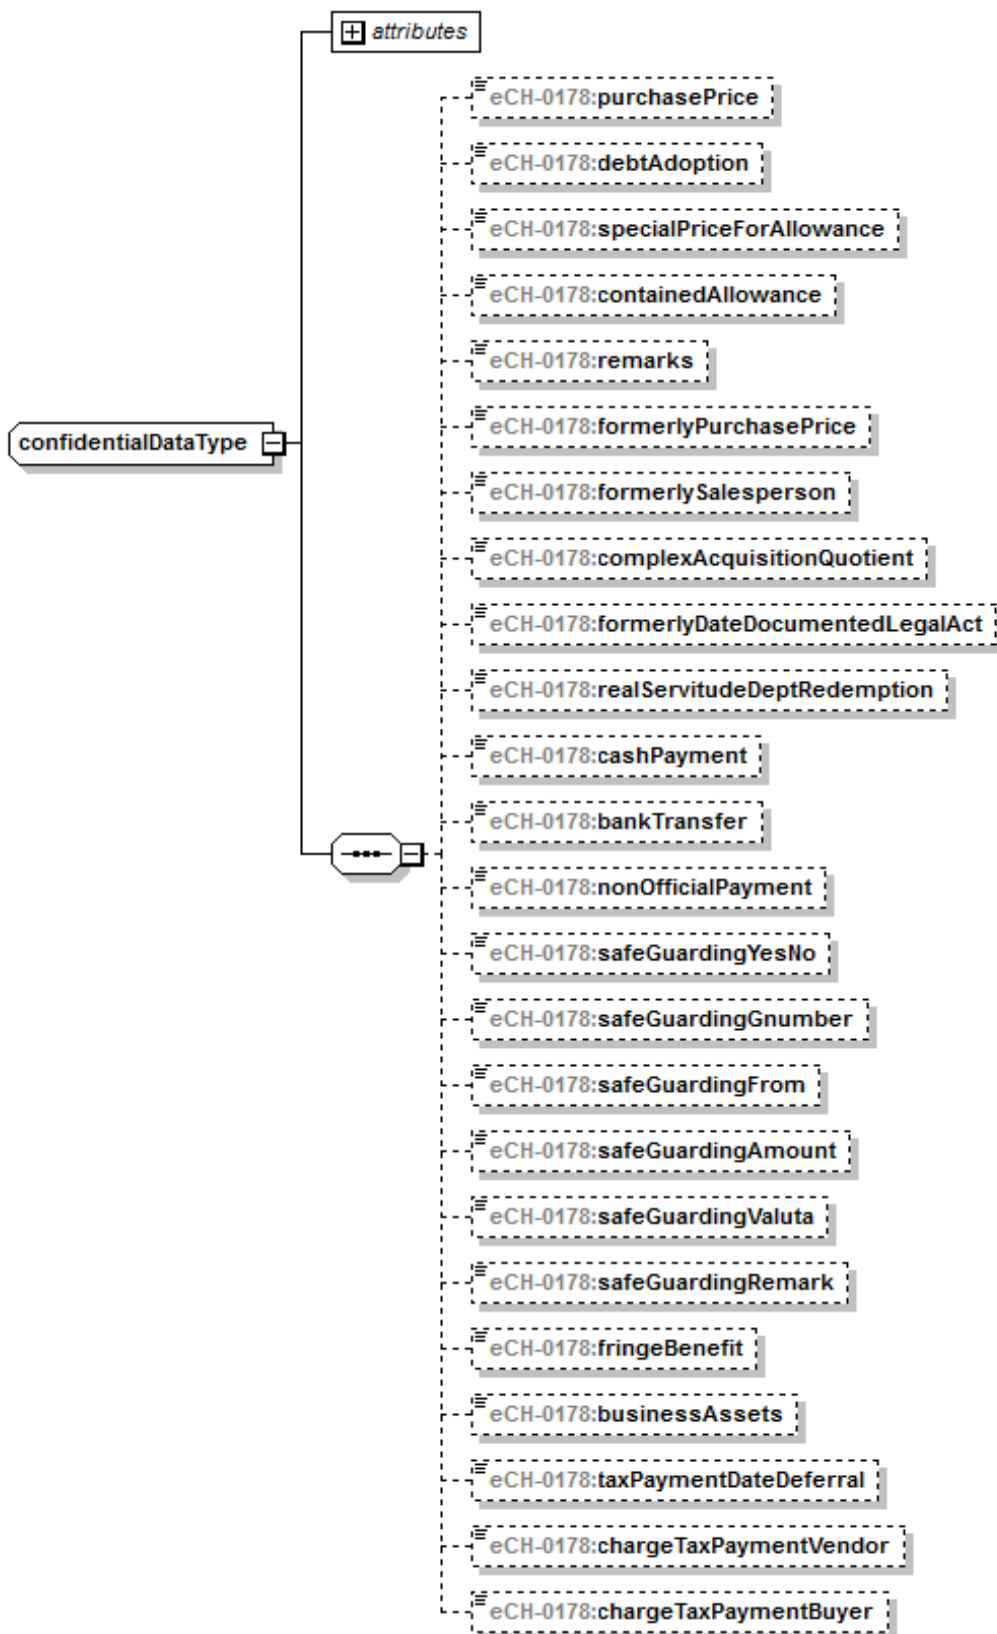 attributes
eCH-0178:purchasePrice
eCH-0178:debtAdoption
eCH-0178:specialPriceForAllowance
eCH-0178:containedAllowance
eCH-0178:remarks
eCH-0178:formerlyPurchasePrice
confidentialDataType
eCH-0178:formerlySalesperson
eCH-0178:complexAcquisitionQuotient
eCH-0178:formerlyDateDocumentedLegalAct
eCH-0178:realServitudeDeptRedemption
eCH-0178:cashPayment
eCH-0178:bankTransfer
eCH-0178:nonOfficialPayment
eCH-0178:safeGuardingYesNo
eCH-0178:safeGuardingGnumber
eCH-0178:safeGuardingFrom
eCH-0178:safeGuardingAmount
eCH-0178:safeGuardingValuta
eCH-0178:safeGuardingRemark
eCH-0178:fringeBenefit
eCH-0178:businessAssets
eCH-0178:taxPaymentDateDeferral
eCH-0178:chargeTaxPaymentVendor
eCH-0178:chargeTaxPaymentBuyer